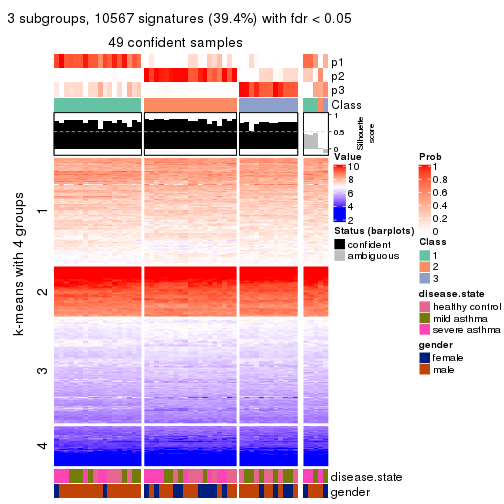 3 subgroups, 10567 signatures (39.4%) with fdr < 0.05
49 confident samples
p1
p2
p3
Class
1
0.5
0
Silhouette
score
k-means with 4 groups
1
2
3
4
disease.state
gender
Value
10
8
6
4
2
Status (barplots)
confident
ambiguous
Prob
1
0.8
0.6
0.4
0.2
0
Class
1
2
3
disease.state
healthy control
mild asthma
severe asthma
gender
female
male